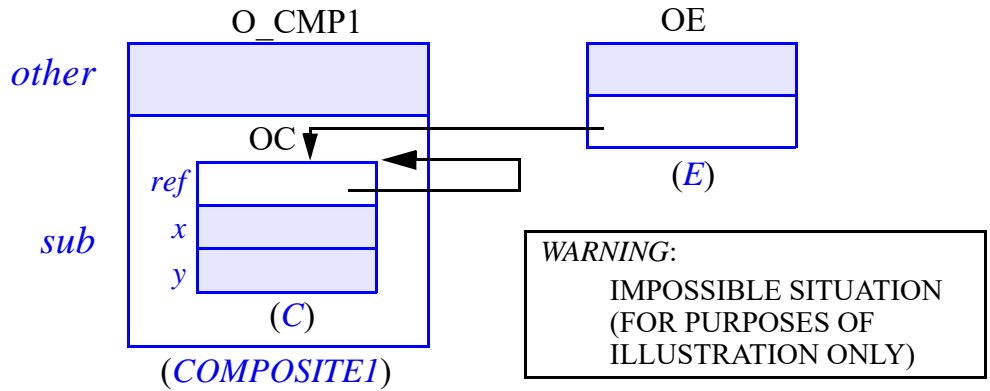 O_CMP1
OE
other
OC
ref
(E)
x
sub
y
(C)
(COMPOSITE1)
WARNING:
IMPOSSIBLE SITUATION
(FOR PURPOSES OF
ILLUSTRATION ONLY)